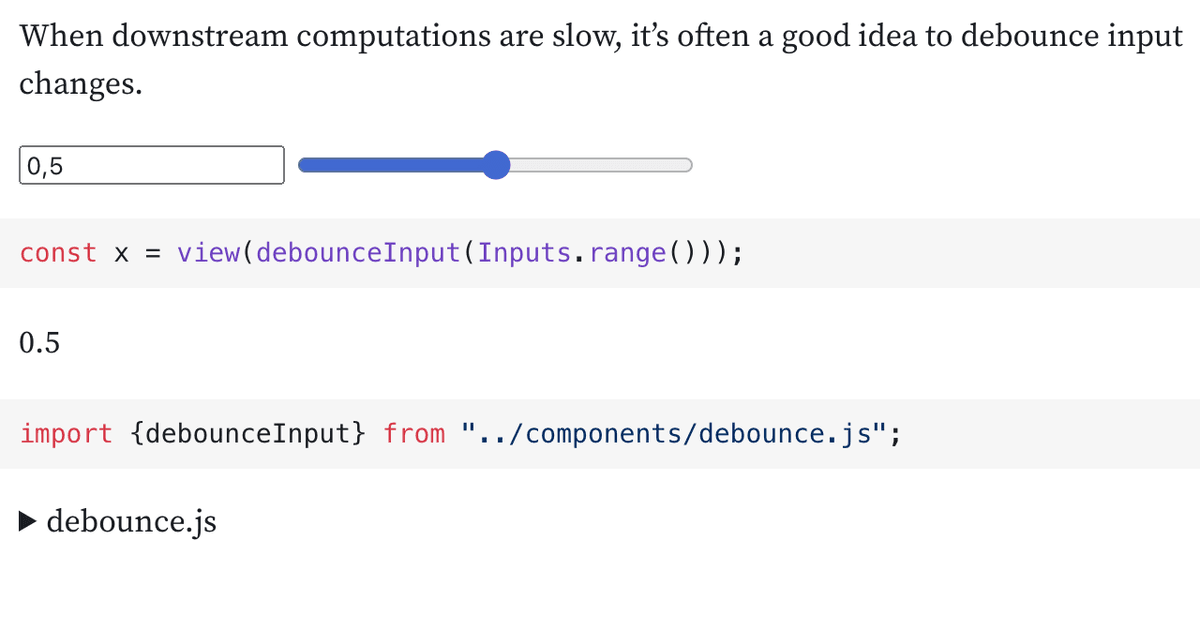 When downstream computations are slow, it’s often a good idea to debounce input
changes.
0,5
const x = view(debounceInput(Inputs.range()));
0.5
import {debounceInput} from "../components/debounce.js";
debounce.js